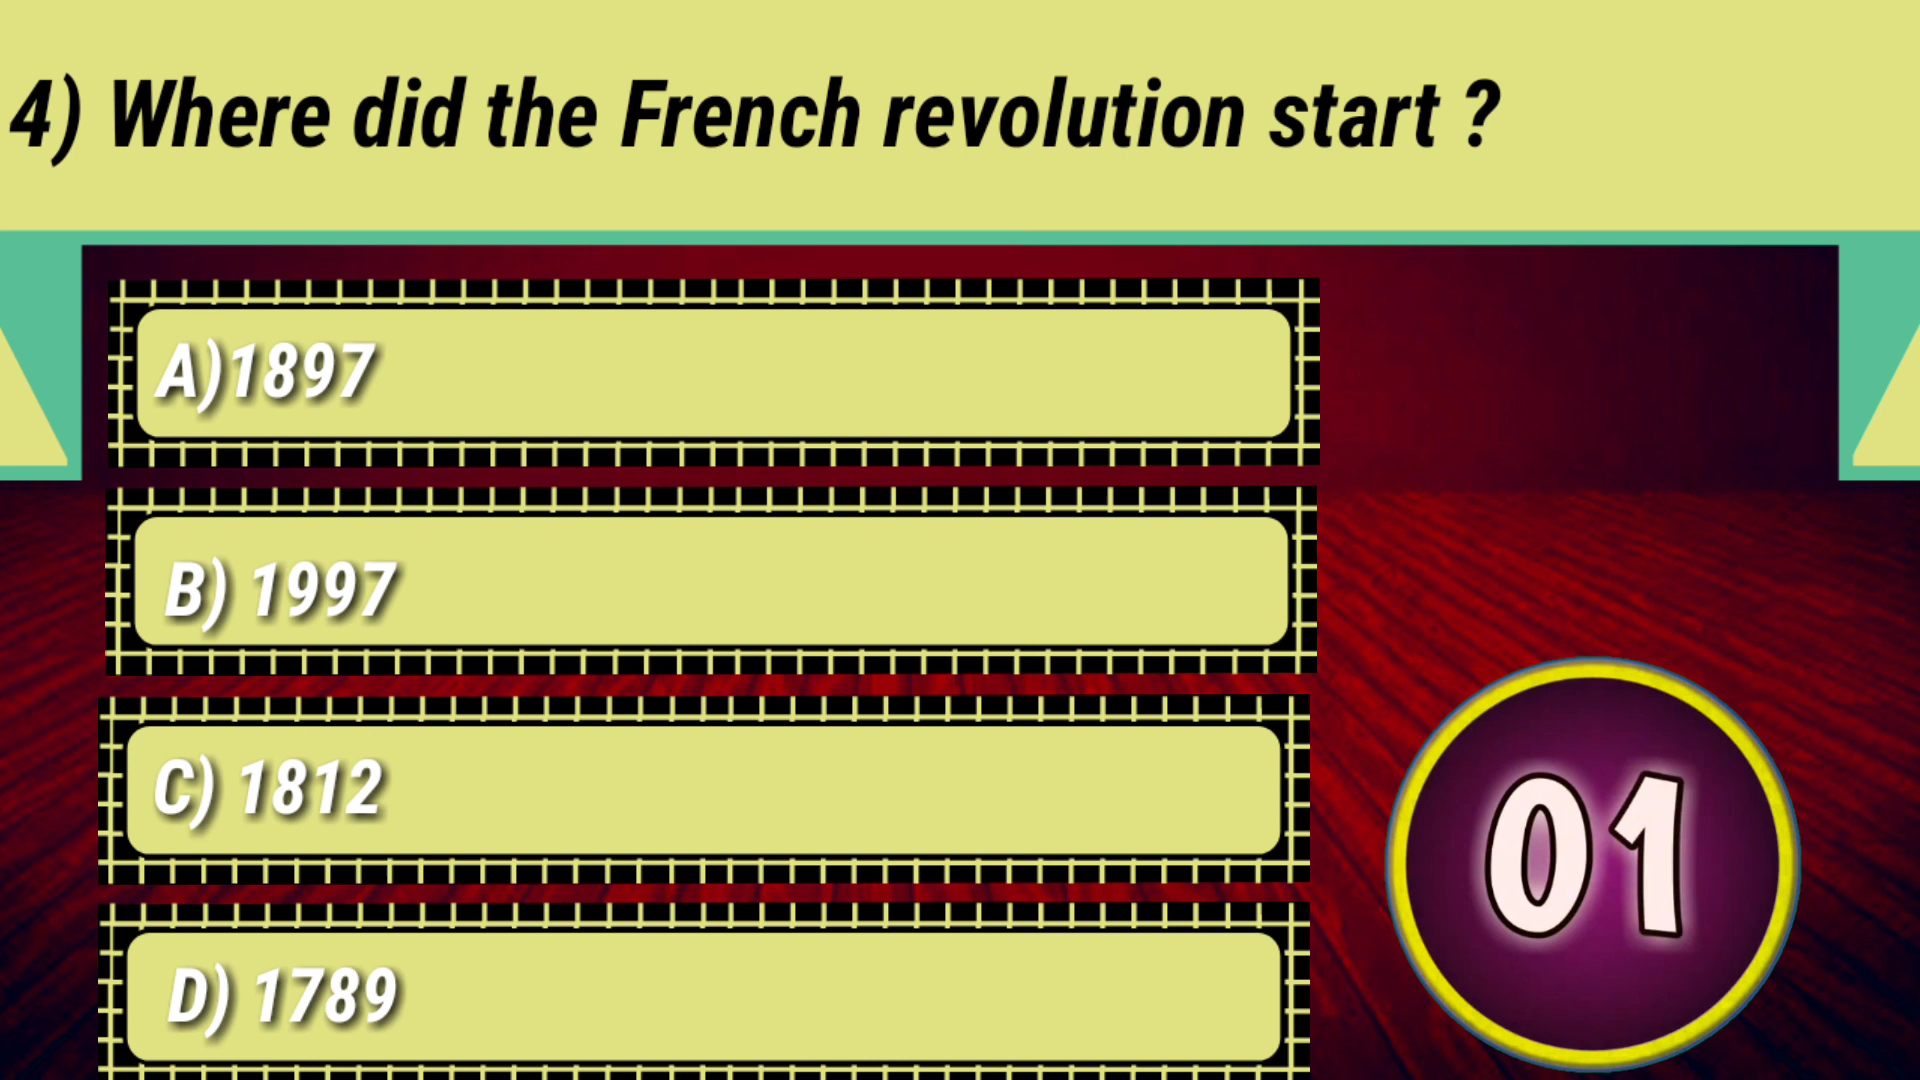 4) Where did the French revolution start ?
A)1897
B) 1997
C) 1812
D) 1789
01